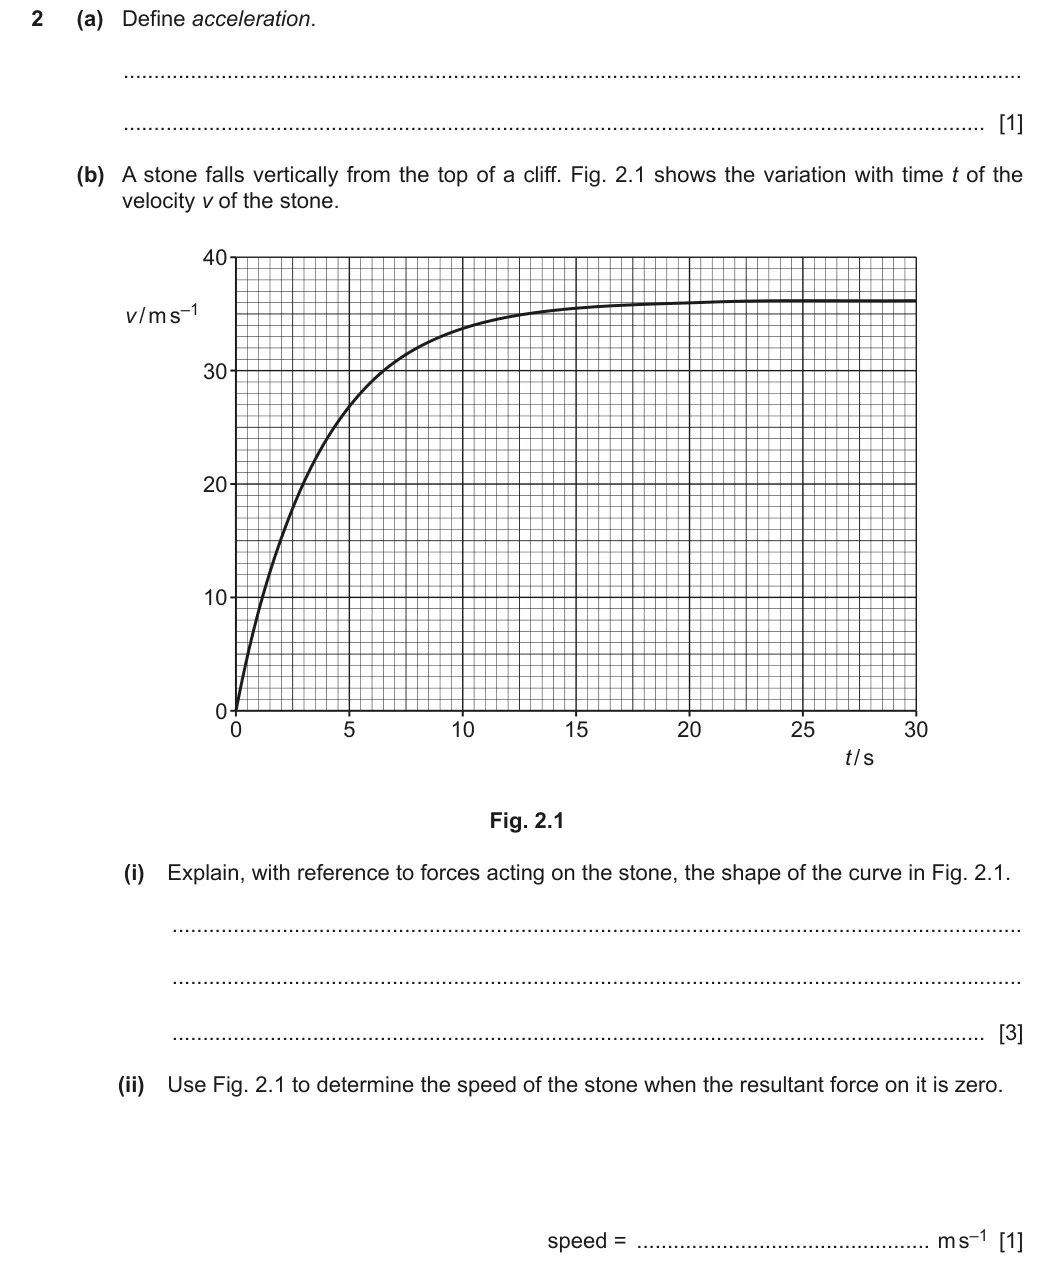 2 (a) Define acceleration.
........................................................................................................................................................
................................................................................................................................................. [1]
(b) A stone falls vertically from the top of a cliff. Fig. 2.1 shows the variation with time t of the
velocity v of the stone.
40
v / m s–1
30
20
10
0
0 5 10 15 20 25 30
t / s
Fig. 2.1
(i) Explain, with reference to forces acting on the stone, the shape of the curve in Fig. 2.1.
................................................................................................................................................
................................................................................................................................................
......................................................................................................................................... [3]
(ii) Use Fig. 2.1 to determine the speed of the stone when the resultant force on it is zero.
speed = ................................................ m s–1 [1]